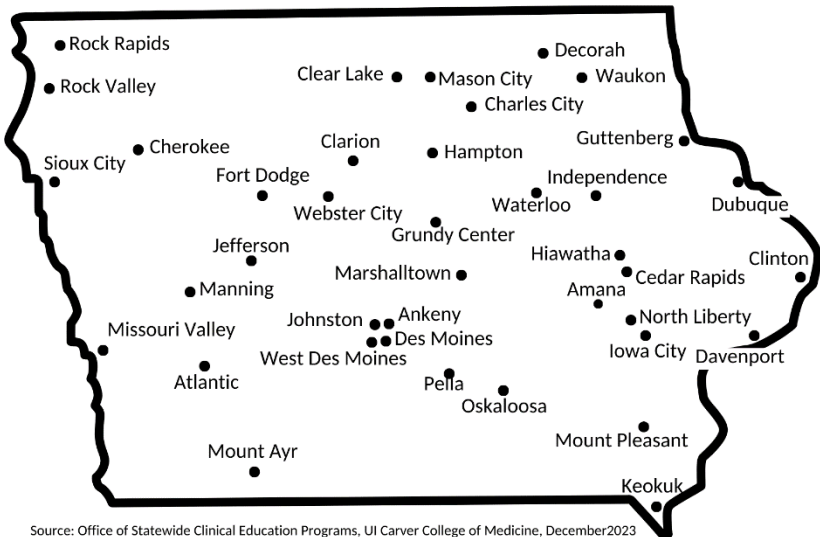 Rock Rapids
Decorah
Clear Lake
Mason City
Waukon
Rock Valley
Charles City
Guttenberg
Clarion
Cherokee
Hampton
Sioux City
Fort Dodge
Independence
Webster City
Waterloo
Dubuque
Grundy Center
Jefferson
Hiawatha
Clinton
Marshalltown
Cedar Rapids
Manning
Amana
Johnston
Ankeny
North Liberty
Missouri Valley
Des Moines
West Des Moines
Iowa City
Davenport
Atlantic
Pella
Oskaloosa
Mount Pleasant
Mount Ayr
Keokuk
Source: Office of Statewide Clinical Education Programs, UI Carver College of Medicine, December2023